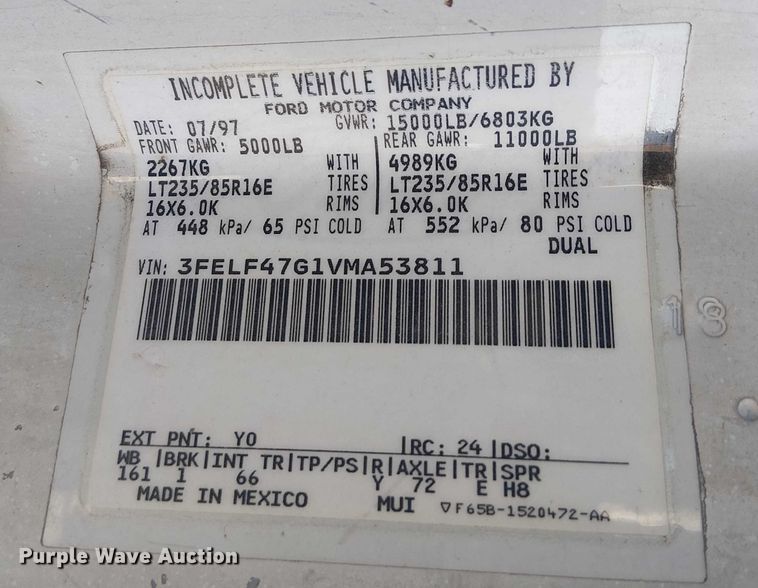 INCOMPLETE VEHICLE MANUFACTURED BY
FORD MOTOR COMPANY
DATE: 07/97 GVWR: 15000LB/6803KG
FRONT GAWR: 5000LB REAR GAWR: 11000LB
2267KG WITH 4989KG WITH
LT235/85R16E TIRES LT235/85R16E TIRES
16X6.0K RIMS 16X6.0K RIMS
AT 448 kPa/ 65 PSI COLD AT 552 kPa/ 80 PSI COLD
DUAL
VIN: 3FELF47G1VMA53811
18
EXT PNT: YO |RC: 24 |DSO:
WB |BRK|INT TR|TP/PS|R|AXLE|TR|SPR
161 1 66 Y 72 E H8
MADE IN MEXICO MUI ▽F65B-1520472-AA
Purple Wave Auction